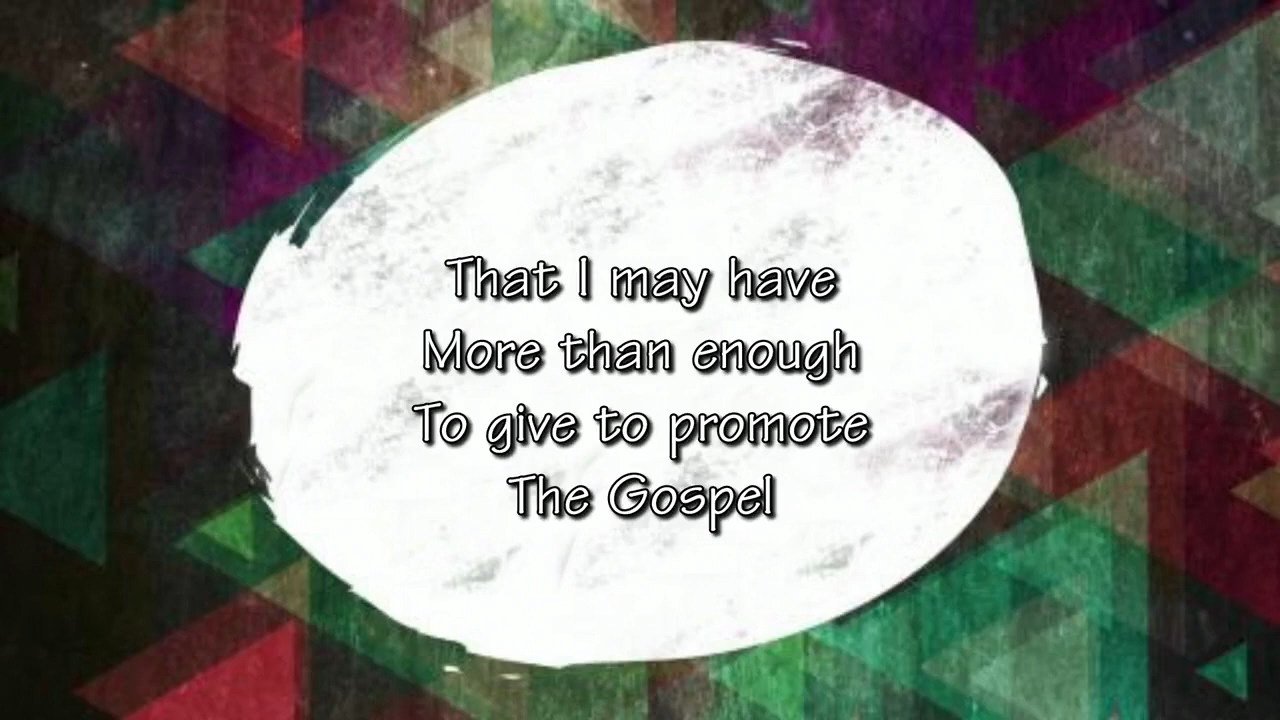 That I may have
More than enough
To give to promote
The Gospel